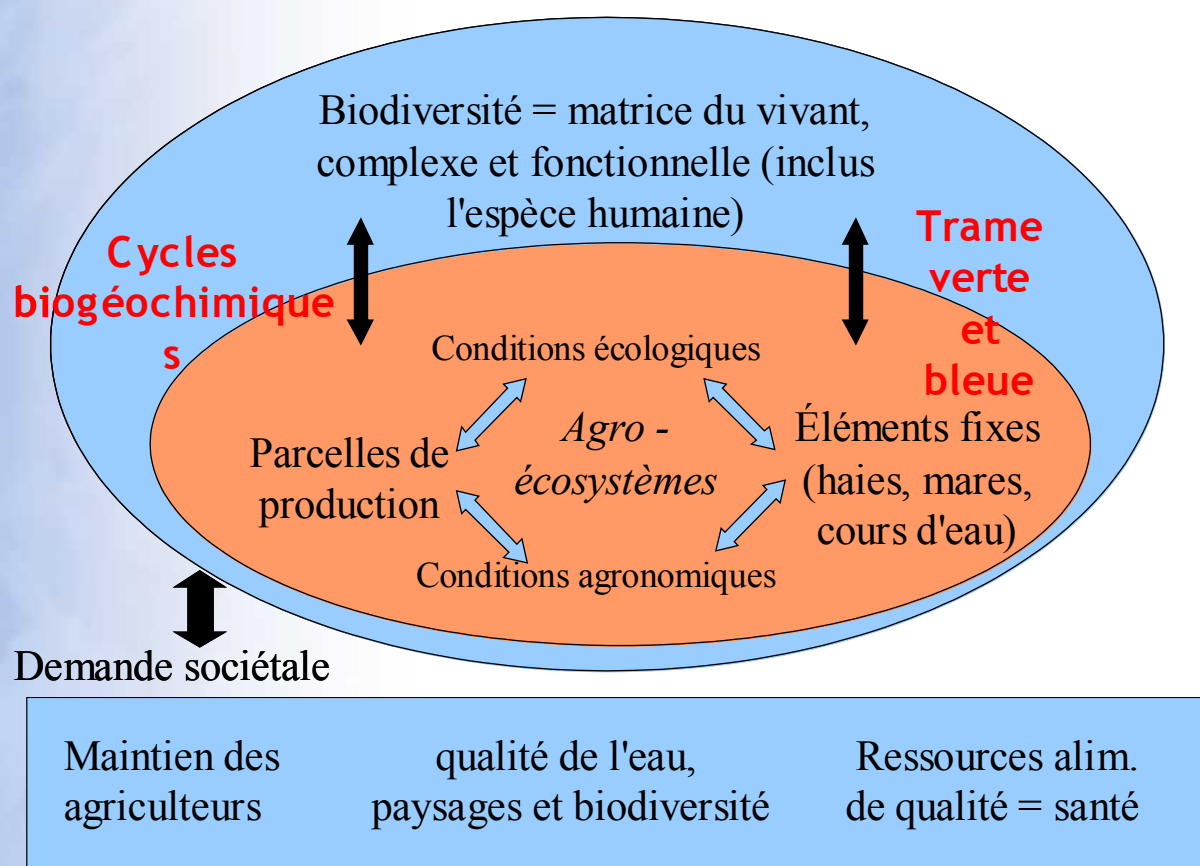 Biodiversité = matrice du vivant,
complexe et fonctionnelle (inclus
l'espèce humaine)
Cycles
biogéochimique
s
Trame
verte
et
bleue
Conditions écologiques
Parcelles de
production
Agro -
écosystèmes
Éléments fixes
(haies, mares,
cours d'eau)
Conditions agronomiques
Demande sociétale
Maintien des
agriculteurs
qualité de l'eau,
paysages et biodiversité
Ressources alim.
de qualité = santé